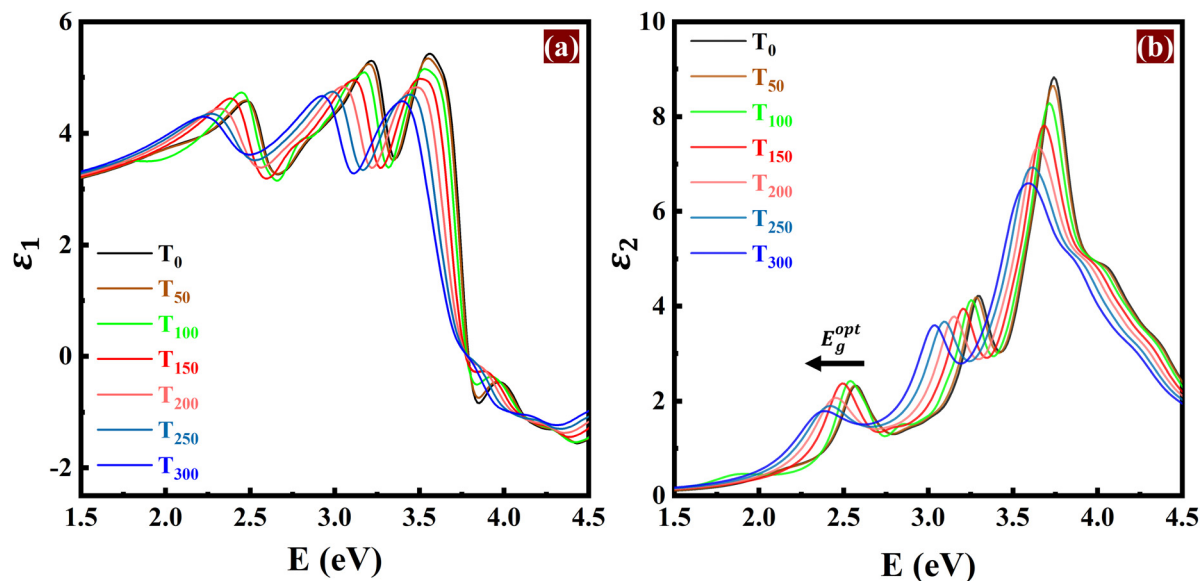 (a)
ε₁
6
4
2
0
-2
T₀
T₅₀
T₁₀₀
T₁₅₀
T₂₀₀
T₂₅₀
T₃₀₀
1.5 2.0 2.5 3.0 3.5 4.0 4.5
E (eV)
(b)
ε₂
10
8
6
4
2
0
T₀
T₅₀
T₁₀₀
T₁₅₀
T₂₀₀
T₂₅₀
T₃₀₀
E_g^opt
1.5 2.0 2.5 3.0 3.5 4.0 4.5
E (eV)